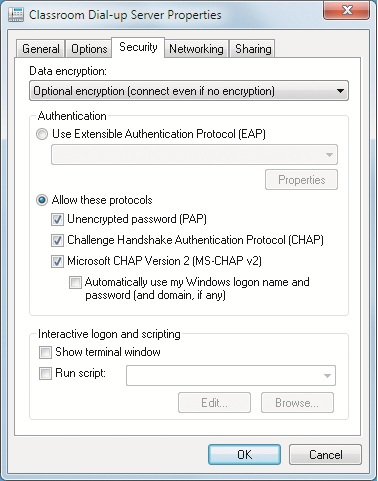 Classroom Dial-up Server Properties
General
Options
Security
Networking
Sharing
Data encryption:
Optional encryption (connect even if no encryption)
Authentication
Use Extensible Authentication Protocol (EAP)
Properties
Allow these protocols
Unencrypted password (PAP)
Challenge Handshake Authentication Protocol (CHAP)
Microsoft CHAP Version 2 (MS-CHAP v2)
Automatically use my Windows logon name and
password (and domain, if any)
Interactive logon and scripting
Show terminal window
Run script:
Edit...
Browse...
OK
Cancel